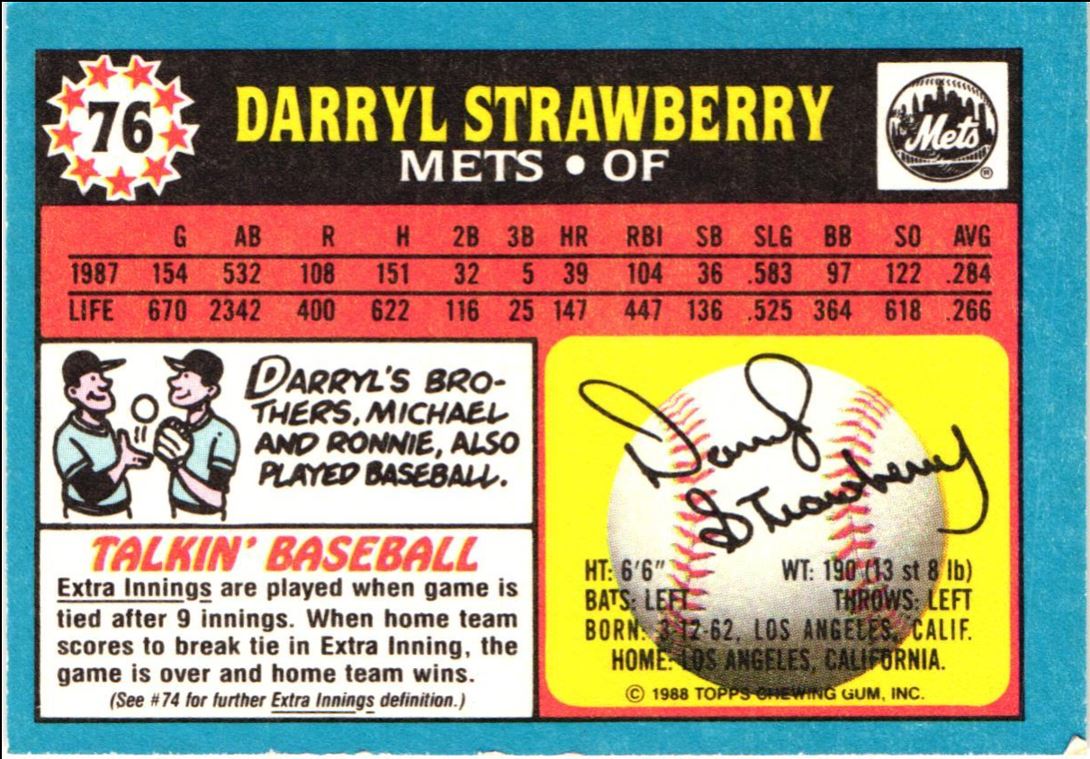 76
DARRYL STRAWBERRY
METS • OF
Mets
®
G AB R H 2B 3B HR RBI SB SLG BB SO AVG
1987 154 532 108 151 32 5 39 104 36 .583 97 122 .284
LIFE 670 2342 400 622 116 25 147 447 136 .525 364 618 .266
DARRYL'S BRO-
THERS, MICHAEL
AND RONNIE, ALSO
PLAYED BASEBALL.
TALKIN' BASEBALL
Extra Innings are played when game is
tied after 9 innings. When home team
scores to break tie in Extra Inning, the
game is over and home team wins.
(See #74 for further Extra Innings definition.)
Darryl
Strawberry
HT: 6'6" WT: 190 (13 st 8 lb)
BATS: LEFT THROWS: LEFT
BORN: 3-12-62, LOS ANGELES, CALIF.
HOME: LOS ANGELES, CALIFORNIA.
© 1988 TOPPS CHEWING GUM, INC.